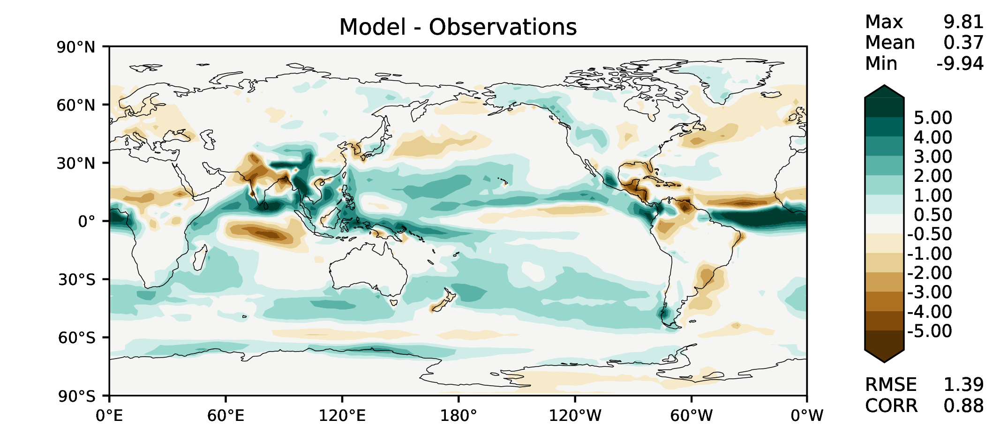 Model - Observations
Max 9.81
Mean 0.37
Min -9.94
90°N
60°N
30°N
0°
30°S
60°S
90°S
0°E 60°E 120°E 180° 120°W 60°W 0°W
5.00
4.00
3.00
2.00
1.00
0.50
-0.50
-1.00
-2.00
-3.00
-4.00
-5.00
RMSE 1.39
CORR 0.88